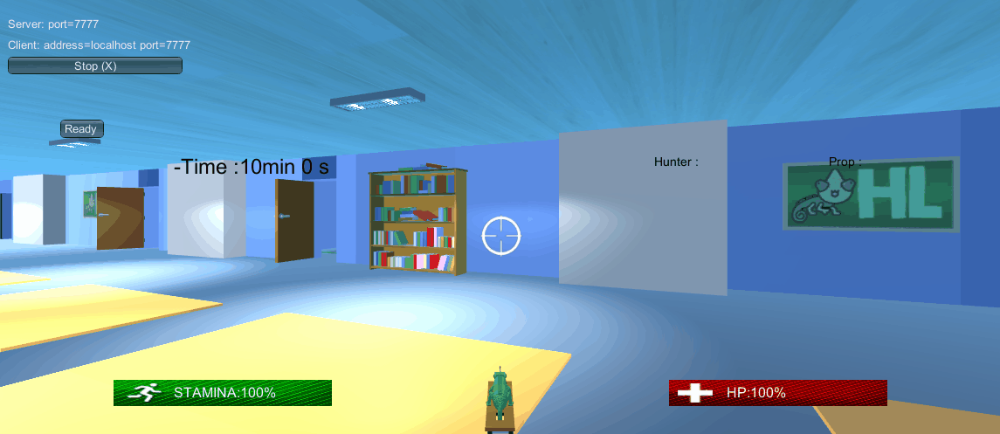 Server: port=7777
Client: address=localhost port=7777
Stop (X)
Ready
-Time :10min 0 s
Hunter :
Prop :
HL
STAMINA:100%
HP:100%